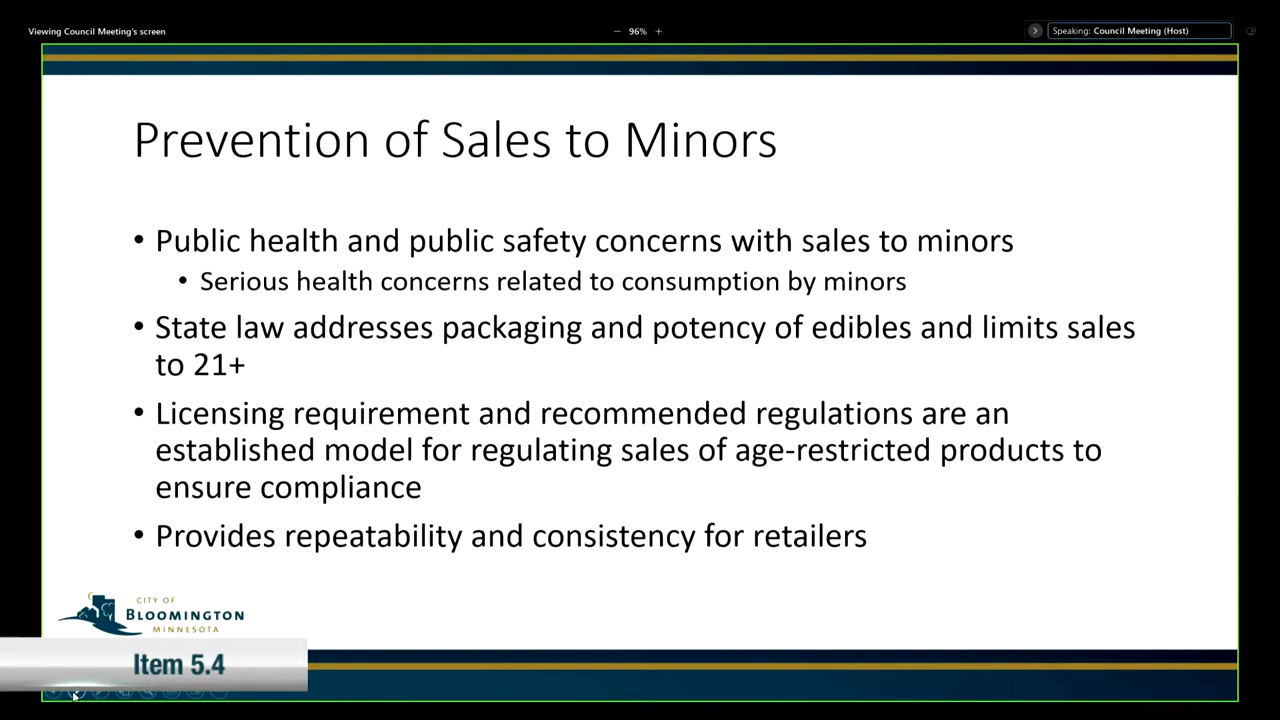 Viewing Council Meeting's screen
− 96% +
Speaking: Council Meeting (Host)
Prevention of Sales to Minors
• Public health and public safety concerns with sales to minors
• Serious health concerns related to consumption by minors
• State law addresses packaging and potency of edibles and limits sales
to 21+
• Licensing requirement and recommended regulations are an
established model for regulating sales of age-restricted products to
ensure compliance
• Provides repeatability and consistency for retailers
CITY OF
BLOOMINGTON
MINNESOTA
Item 5.4